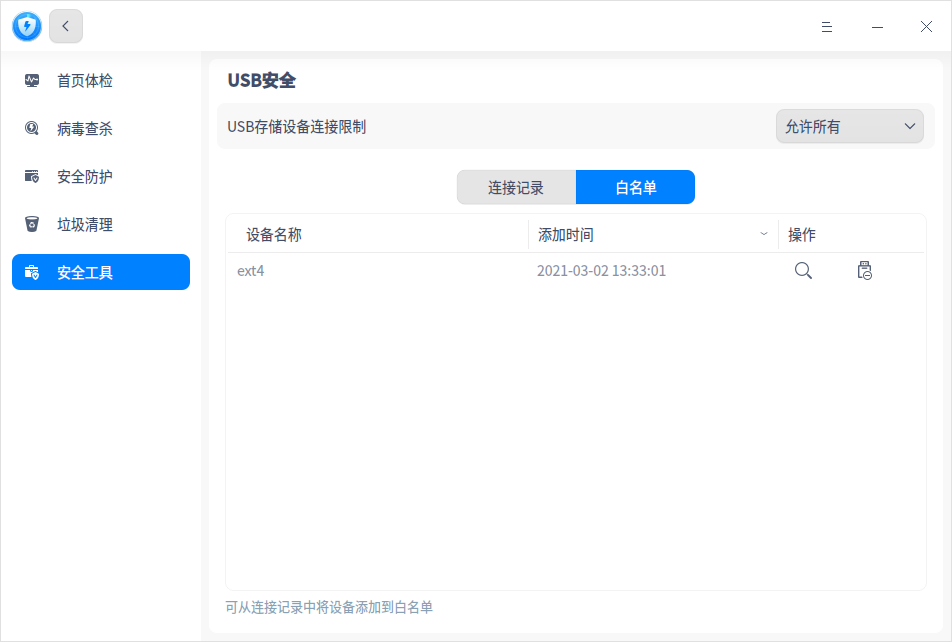 首页体检
病毒查杀
安全防护
垃圾清理
安全工具
USB安全
USB存储设备连接限制
允许所有
连接记录
白名单
设备名称
添加时间
操作
ext4
2021-03-02 13:33:01
可从连接记录中将设备添加到白名单